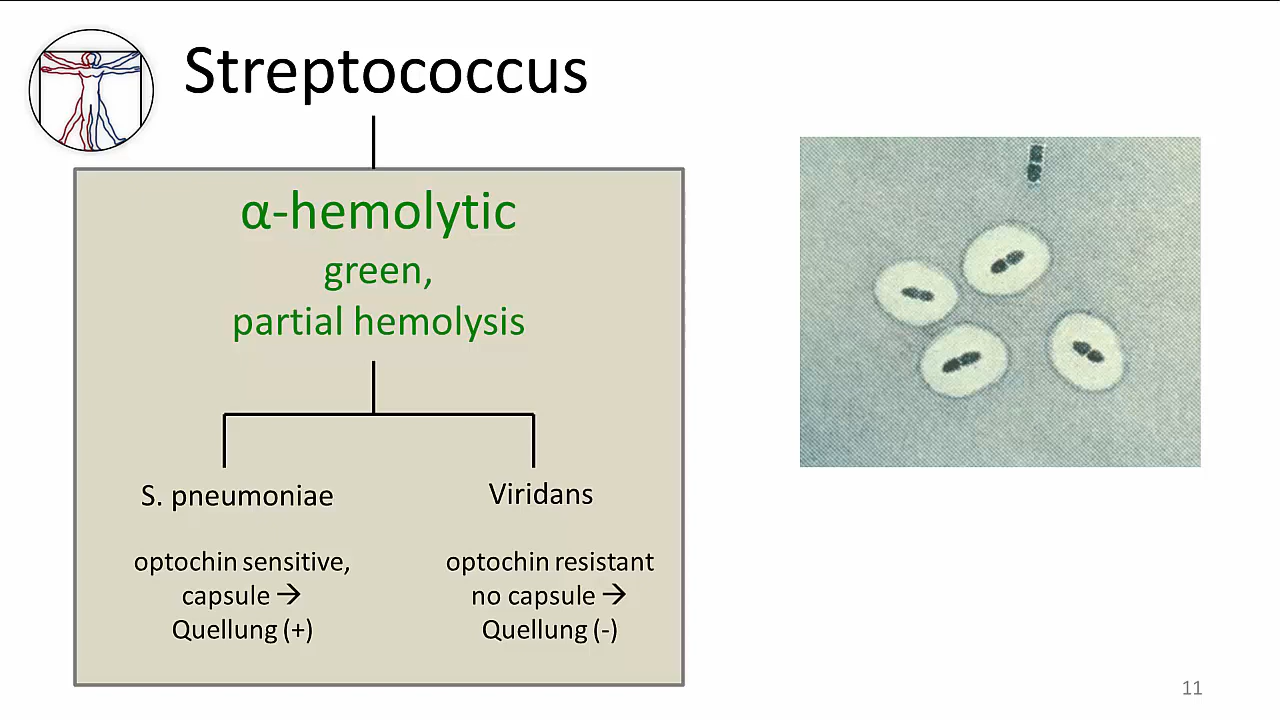 Streptococcus
α-hemolytic
green,
partial hemolysis
S. pneumoniae
optochin sensitive,
capsule →
Quellung (+)
Viridans
optochin resistant
no capsule →
Quellung (-)
11